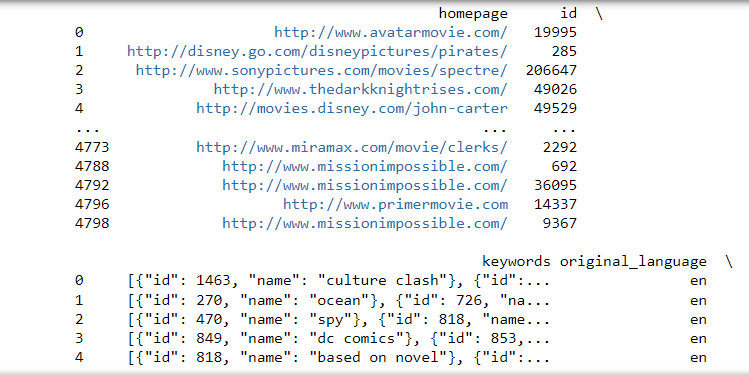 homepage id \
0 http://www.avatarmovie.com/ 19995
1 http://disney.go.com/disneypictures/pirates/ 285
2 http://www.sonypictures.com/movies/spectre/ 206647
3 http://www.thedarkknightrises.com/ 49026
4 http://movies.disney.com/john-carter 49529
... ... ...
4773 http://www.miramax.com/movie/clerks/ 2292
4788 http://www.missionimpossible.com/ 692
4792 http://www.missionimpossible.com/ 36095
4796 http://www.primermovie.com 14337
4798 http://www.missionimpossible.com/ 9367
keywords original_language \
0 [{"id": 1463, "name": "culture clash"}, {"id":... en
1 [{"id": 270, "name": "ocean"}, {"id": 726, "na... en
2 [{"id": 470, "name": "spy"}, {"id": 818, "name... en
3 [{"id": 849, "name": "dc comics"}, {"id": 853,... en
4 [{"id": 818, "name": "based on novel"}, {"id":... en